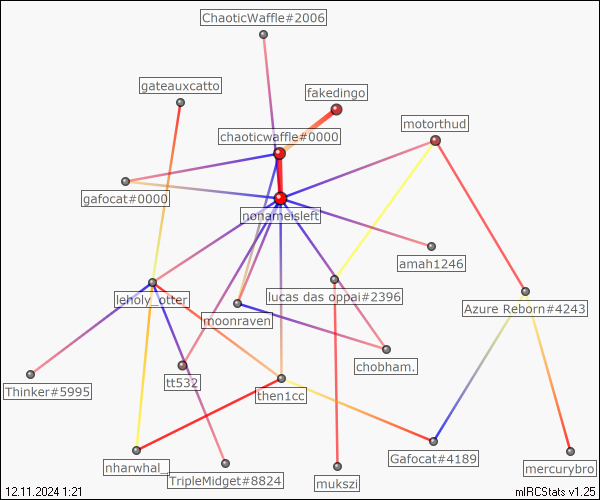 ChaoticWaffle#2006
gateauxcatto
fakedingo
motorthud
chaoticwaffle#0000
gafocat#0000
nonameisleft
amah1246
leholy_otter
lucas das oppai#2396
Azure Reborn#4243
moonraven
chobham.
Thinker#5995
tt532
then1cc
nharwhal_
TripleMidget#8824
mukszi
Gafocat#4189
mercurybro
12.11.2024 1:21
mIRCStats v1.25